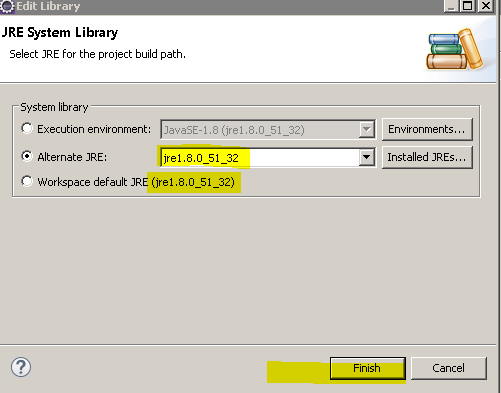 Edit Library
JRE System Library
Select JRE for the project build path.
System library
Execution environment: JavaSE-1.8 (jre1.8.0_51_32) Environments...
Alternate JRE: jre1.8.0_51_32 Installed JREs...
Workspace default JRE (jre1.8.0_51_32)
? Finish Cancel